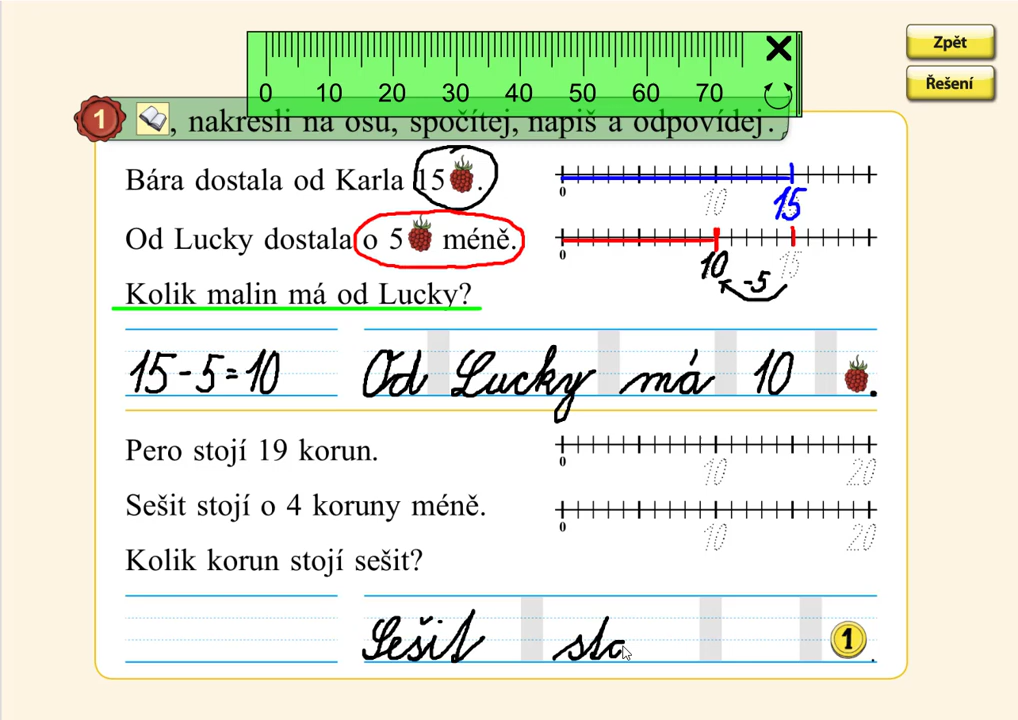 Zpět
Řešení
0 10 20 30 40 50 60 70
1 , nakresli na osu, spočítej, napiš a odpovídej.
Bára dostala od Karla 15 .
0 10 15
Od Lucky dostala o 5 méně.
0 10 15
-5
Kolik malin má od Lucky?
15-5=10 Od Lucky má 10 .
Pero stojí 19 korun.
0 10 20
Sešit stojí o 4 koruny méně.
0 10 20
Kolik korun stojí sešit?
Sešit sto 1 .